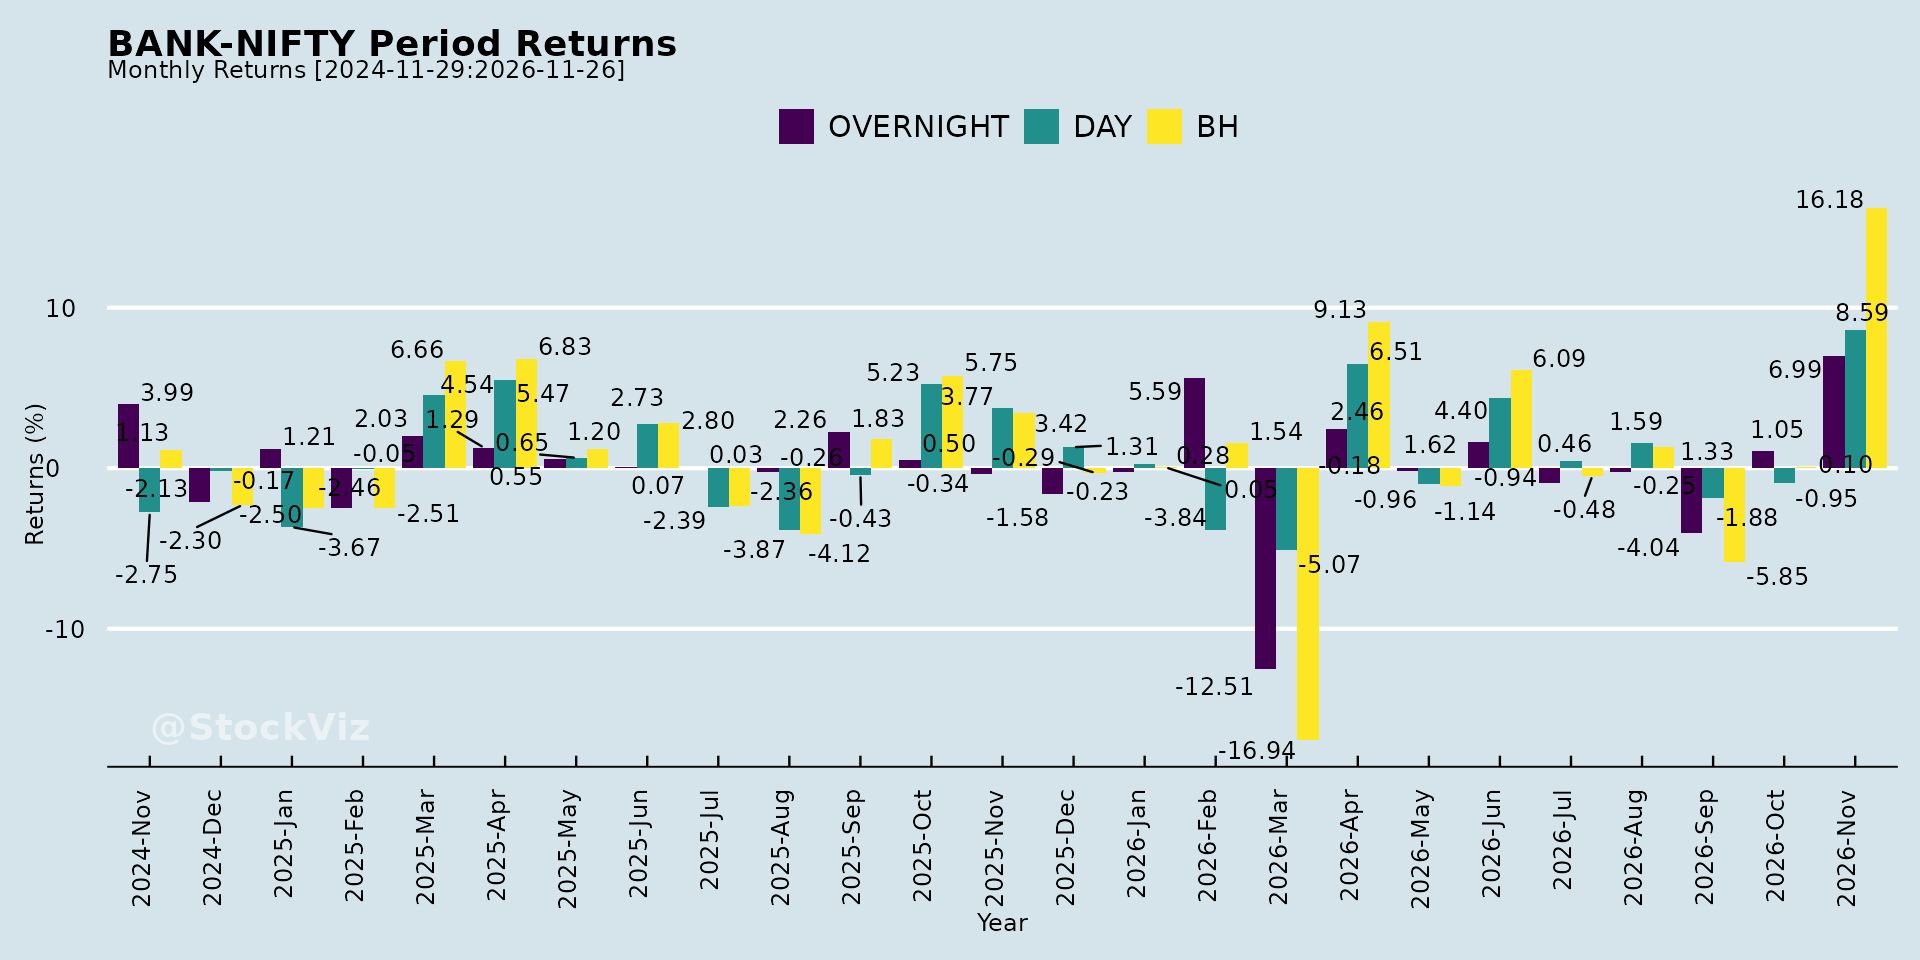 BANK-NIFTY Period Returns
Monthly Returns [2024-11-29:2026-11-26]
OVERNIGHT DAY BH
Returns (%)
10
0
-10
16.18
9.13
8.59
6.66
6.83
5.23
5.75
6.51
6.09
6.99
3.99
4.54
5.47
2.73
3.77
5.59
2.46
4.40
1.13
1.21
2.03
1.29
1.20
2.80
2.26
1.83
3.42
1.54
1.62
1.59
1.05
-0.05
0.65
0.03
-0.26
0.50
-0.29
1.31
0.28
-0.18
0.46
1.33
0.10
-2.13
-0.17
-2.46
0.55
0.07
-2.36
-0.34
-0.23
0.05
-0.96
-0.94
-0.25
-0.95
-2.50
-2.51
-2.39
-0.43
-1.58
-3.84
-1.14
-0.48
-1.88
-2.75
-2.30
-3.67
-3.87
-4.12
-5.07
-4.04
-5.85
-12.51
-16.94
@StockViz
2024-Nov
2024-Dec
2025-Jan
2025-Feb
2025-Mar
2025-Apr
2025-May
2025-Jun
2025-Jul
2025-Aug
2025-Sep
2025-Oct
2025-Nov
2025-Dec
2026-Jan
2026-Feb
2026-Mar
2026-Apr
2026-May
2026-Jun
2026-Jul
2026-Aug
2026-Sep
2026-Oct
2026-Nov
Year